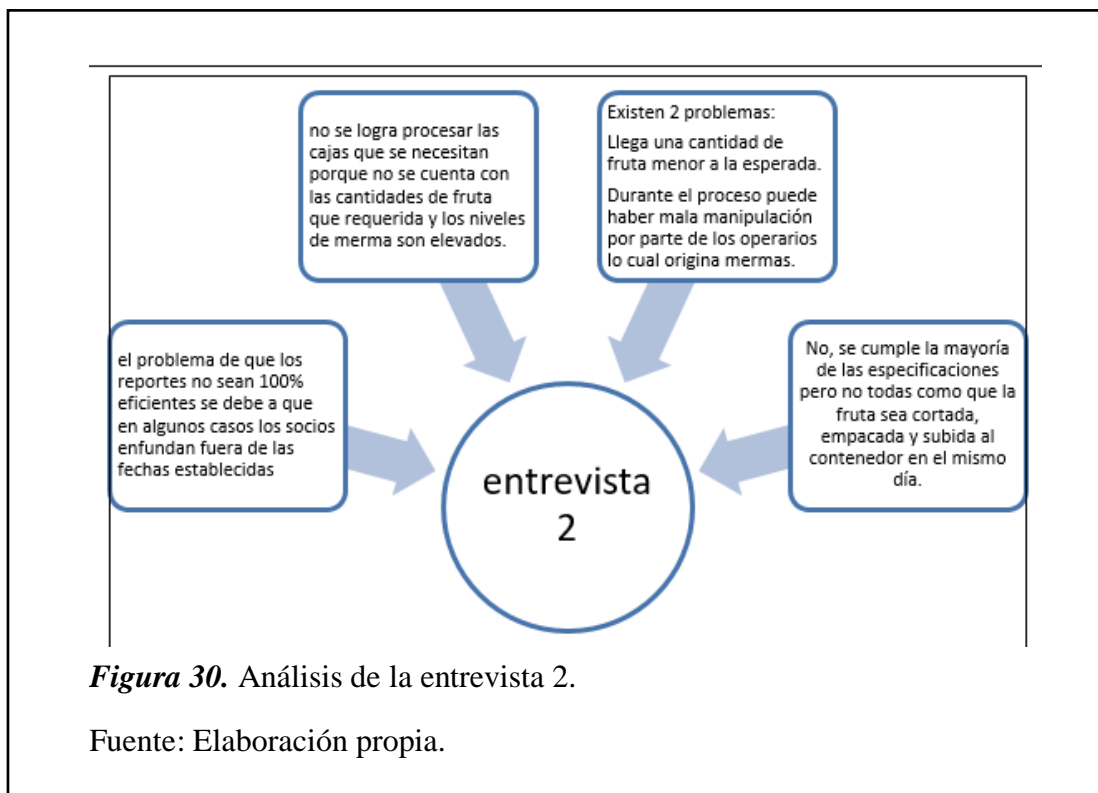 no se logra procesar las
cajas que se necesitan
porque no se cuenta con
las cantidades de fruta
que requerida y los niveles
de merma son elevados.
Existen 2 problemas:
Llega una cantidad de
fruta menor a la esperada.
Durante el proceso puede
haber mala manipulación
por parte de los operarios
lo cual origina mermas.
el problema de que los
reportes no sean 100%
eficientes se debe a que
en algunos casos los socios
enfundan fuera de las
fechas establecidas
No, se cumple la mayoría
de las especificaciones
pero no todas como que la
fruta sea cortada,
empacada y subida al
contenedor en el mismo
día.
entrevista
2
Figura 30. Análisis de la entrevista 2.
Fuente: Elaboración propia.